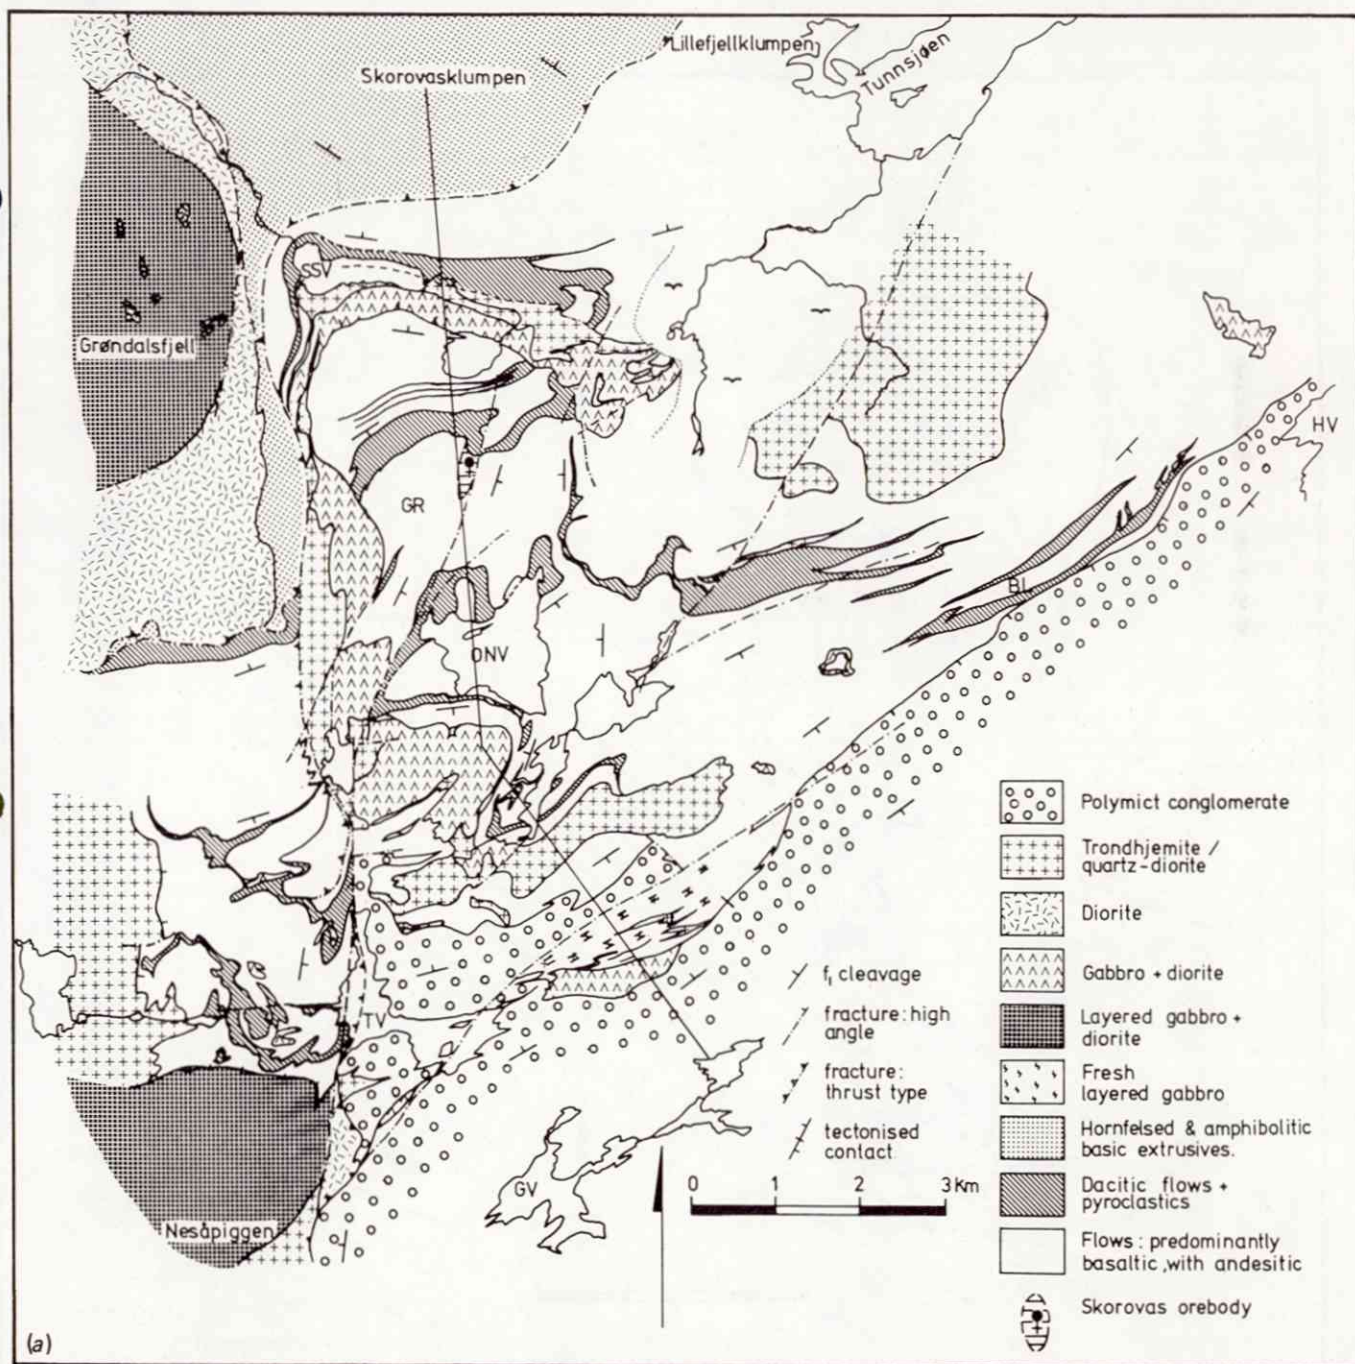 Lillefjellklumpen
Tunnsjøen
Skorovasklumpen
SSV
Grøndalsfjell
HV
GR
BL
ONV
TV
GV
Nesåpiggen
f₁ cleavage
fracture: high
angle
fracture:
thrust type
tectonised
contact
0 1 2 3 Km
Polymict conglomerate
Trondhjemite /
quartz-diorite
Diorite
Gabbro + diorite
Layered gabbro +
diorite
Fresh
layered gabbro
Hornfelsed & amphibolitic
basic extrusives.
Dacitic flows +
pyroclastics
Flows: predominantly
basaltic, with andesitic
Skorovas orebody
(a)